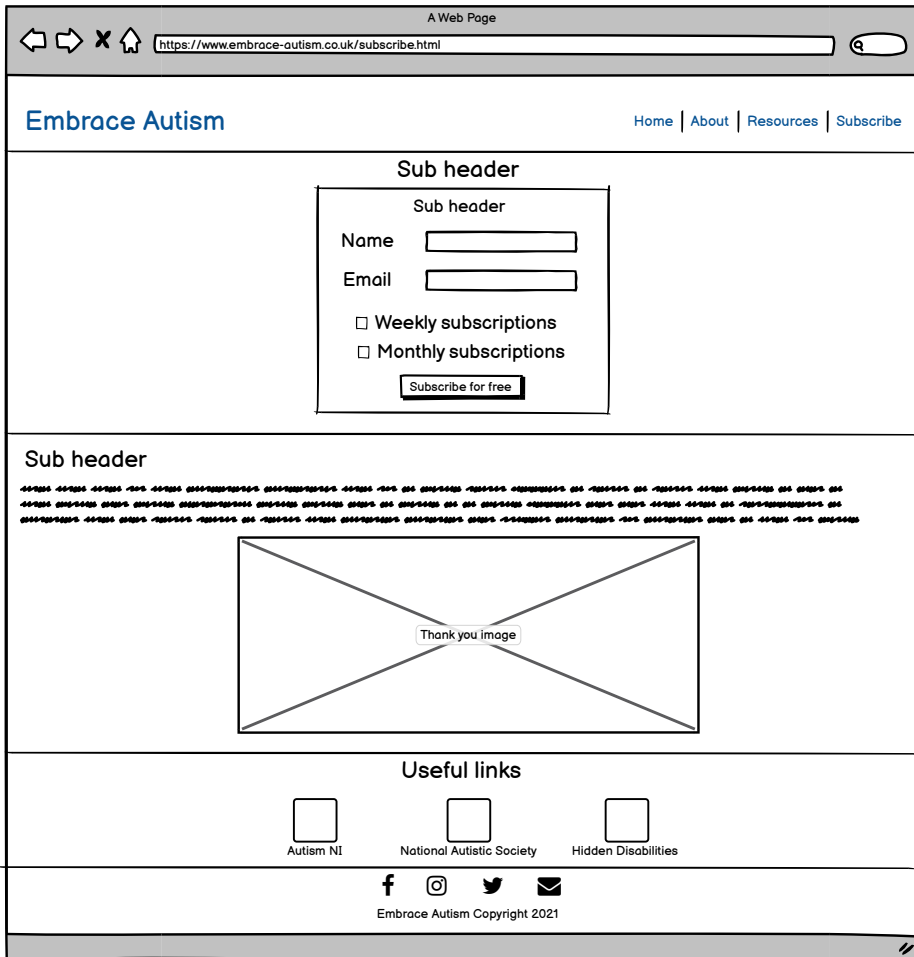 A Web Page
https://www.embrace-autism.co.uk/subscribe.html
Embrace Autism
Home | About | Resources | Subscribe
Sub header
Sub header
Name
Email
Weekly subscriptions
Monthly subscriptions
Subscribe for free
Sub header
Thank you image
Useful links
Autism NI
National Autistic Society
Hidden Disabilities
Embrace Autism Copyright 2021